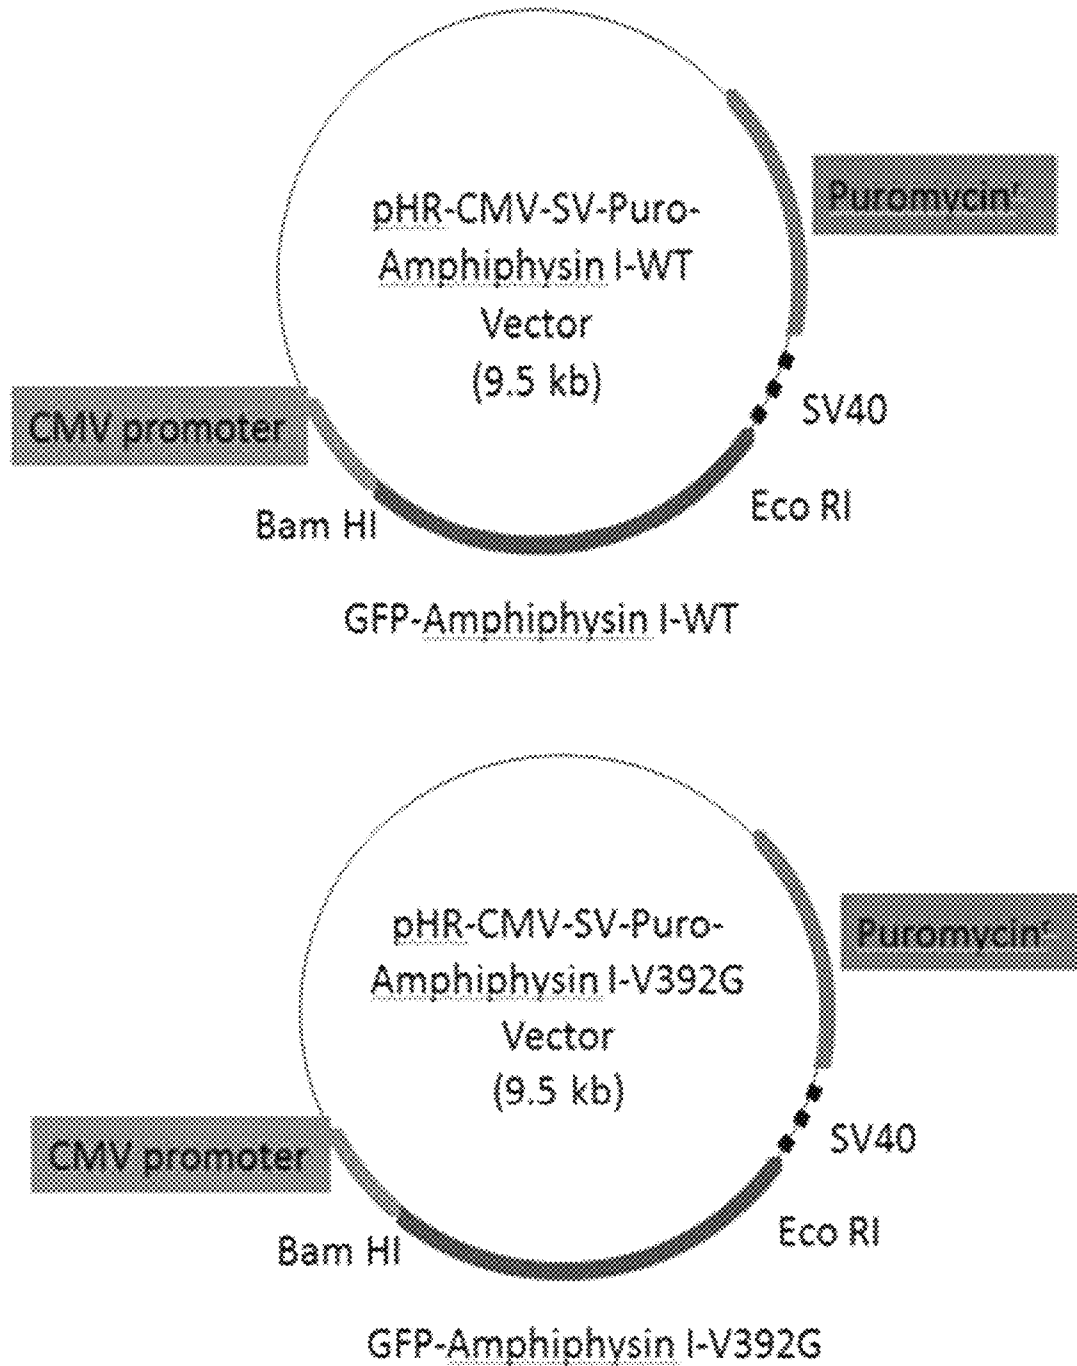 pHR-CMV-SV-Puro-
Amphiphysin I-WT
Vector
(9.5 kb)
Puromycinʳ
CMV promoter
SV40
Bam HI
Eco RI
GFP-Amphiphysin I-WT
pHR-CMV-SV-Puro-
Amphiphysin I-V392G
Vector
(9.5 kb)
Puromycinʳ
CMV promoter
SV40
Bam HI
Eco RI
GFP-Amphiphysin I-V392G